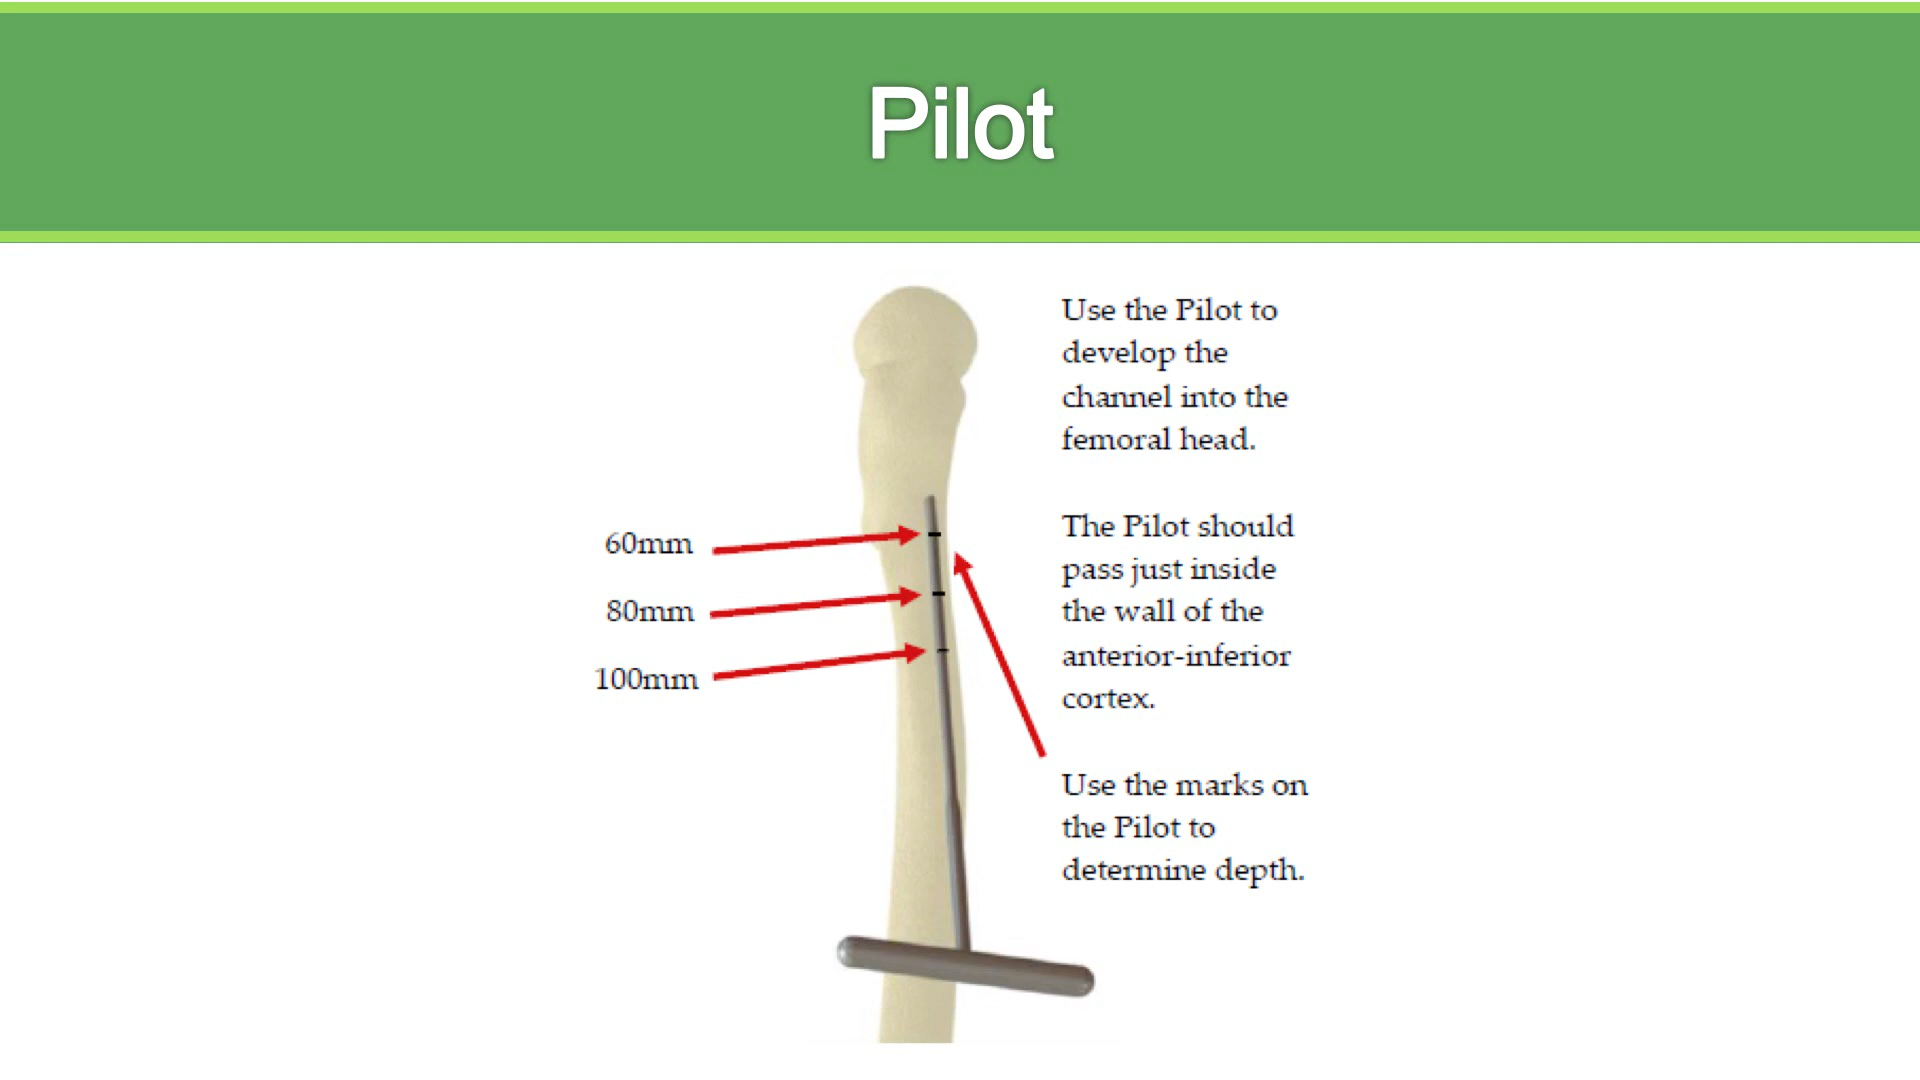 Pilot
Use the Pilot to
develop the
channel into the
femoral head.
60mm
80mm
100mm
The Pilot should
pass just inside
the wall of the
anterior-inferior
cortex.
Use the marks on
the Pilot to
determine depth.